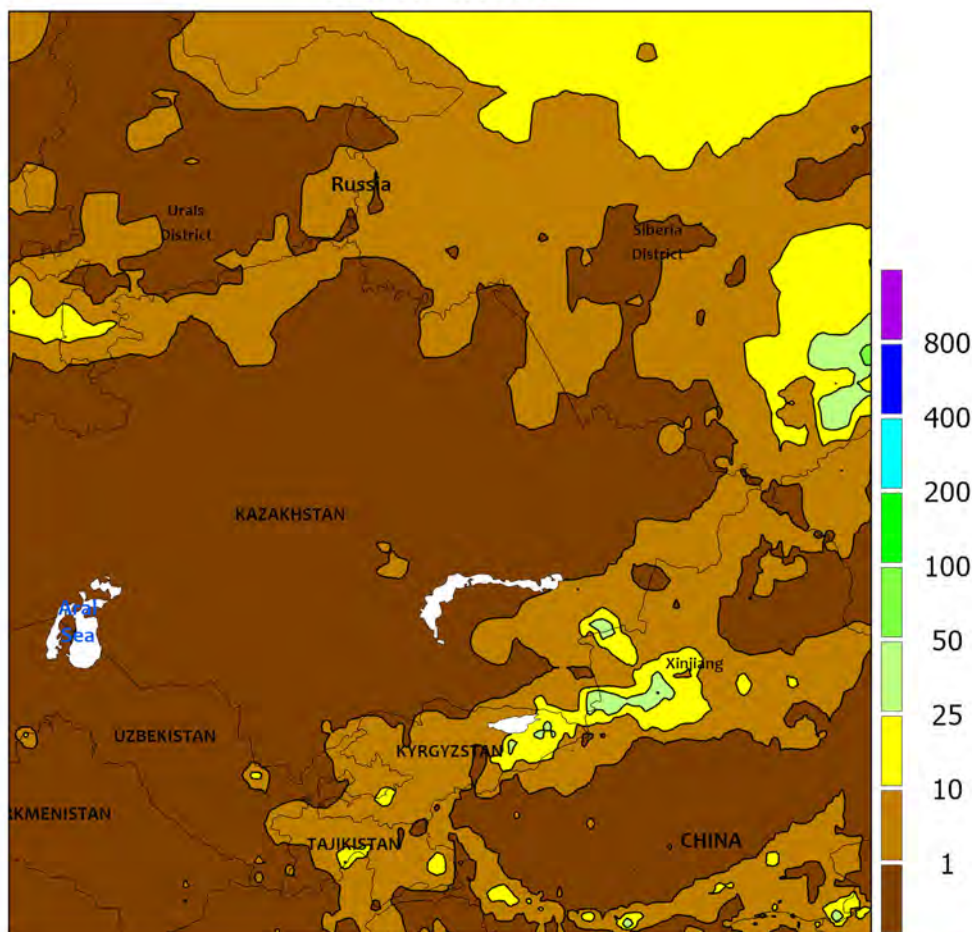 Russia
Urals
District
Siberia
District
KAZAKHSTAN
Aral
Sea
Xinjiang
UZBEKISTAN
KYRGYZSTAN
RKMENISTAN
TAJIKISTAN
CHINA
800
400
200
100
50
25
10
1